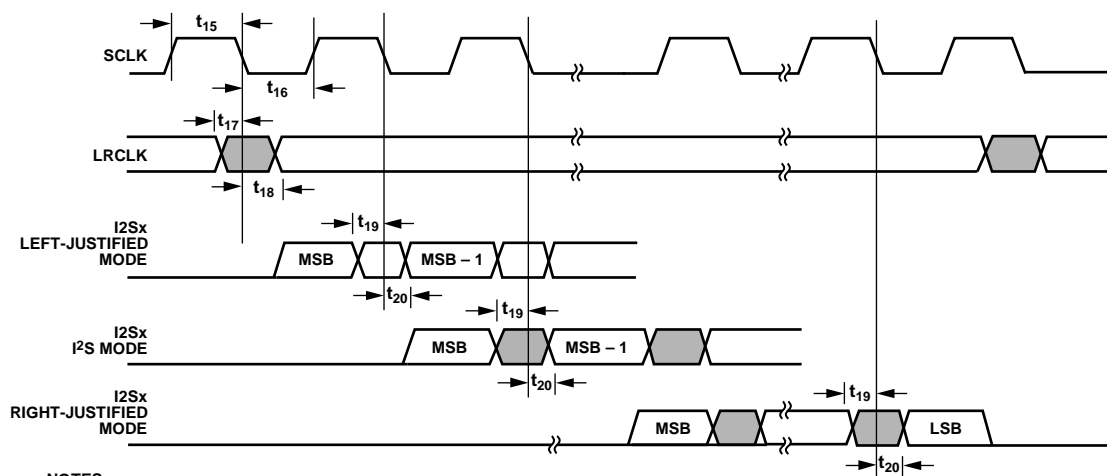 t15
SCLK
t16
t17
LRCLK
t18
I2Sx
LEFT-JUSTIFIED
MODE
t19
MSB
MSB – 1
t20
t19
I2Sx
I2S MODE
MSB
MSB – 1
t20
I2Sx
RIGHT-JUSTIFIED
MODE
t19
MSB
LSB
t20
NOTES